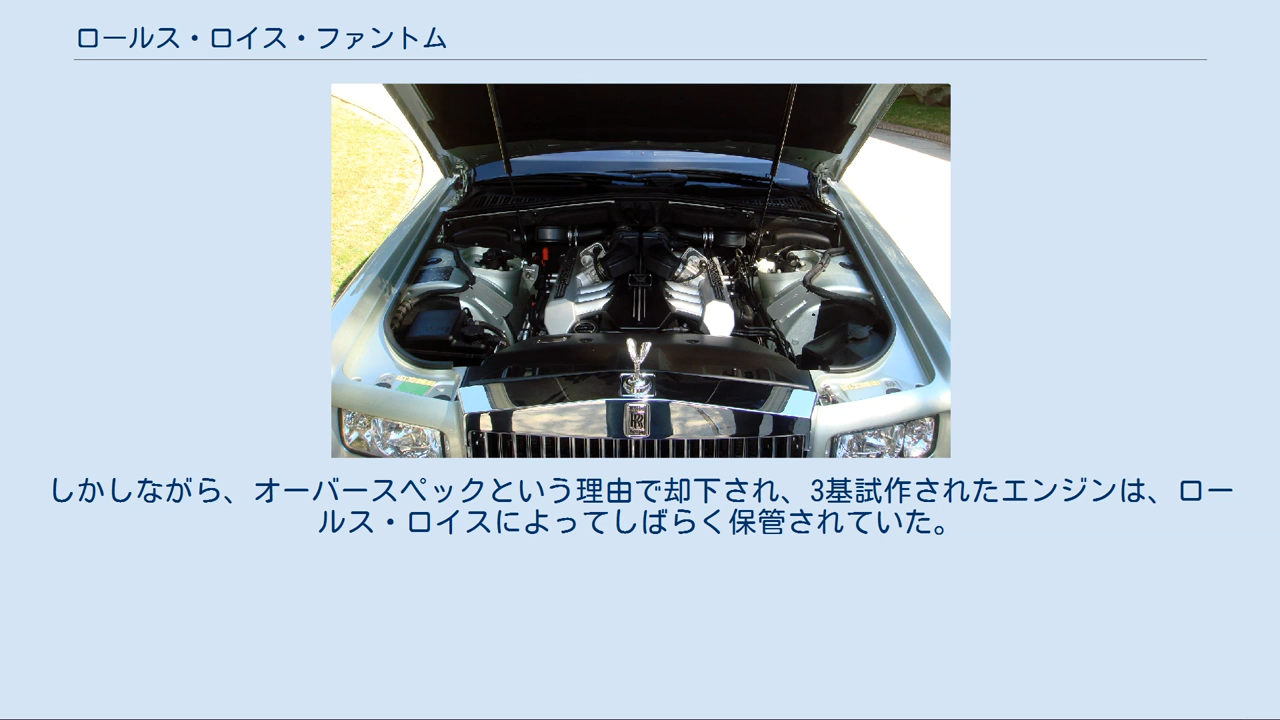 ロールス・ロイス・ファントム
しかしながら、オーバースペックという理由で却下され、3基試作されたエンジンは、ロー
ルス・ロイスによってしばらく保管されていた。